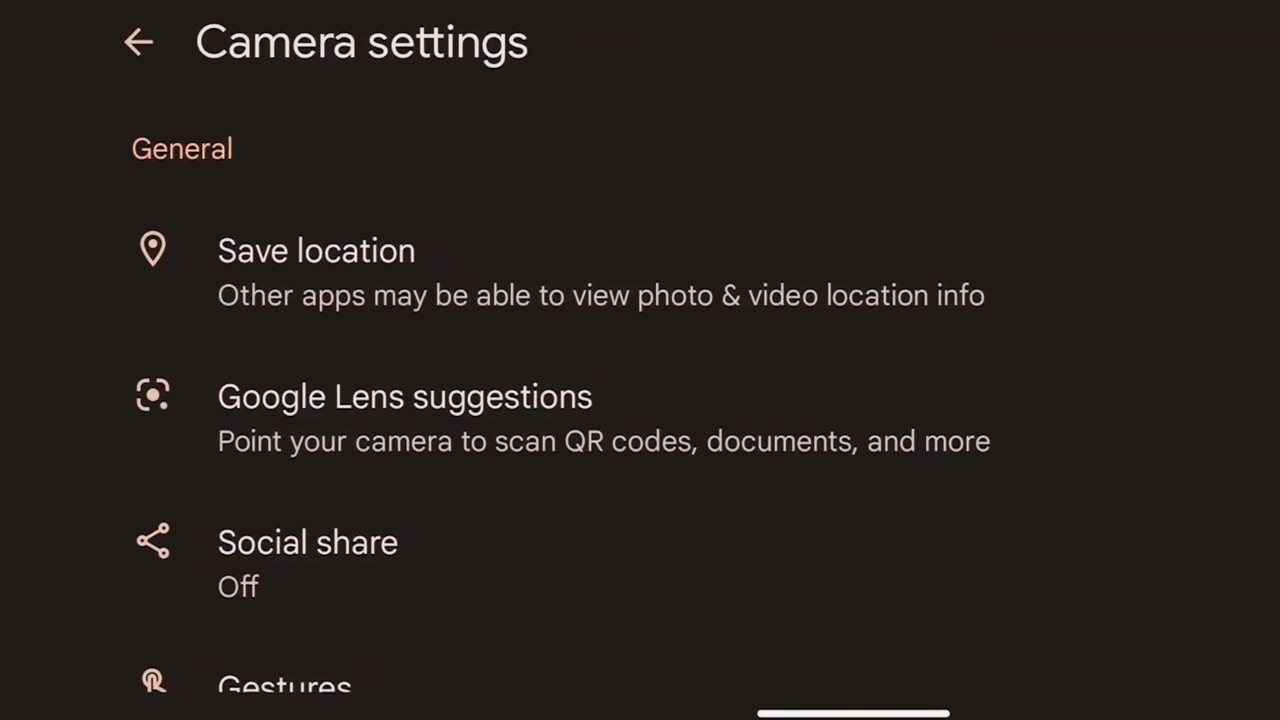 Camera settings
General
Save location
Other apps may be able to view photo & video location info
Google Lens suggestions
Point your camera to scan QR codes, documents, and more
Social share
Off
Gestures